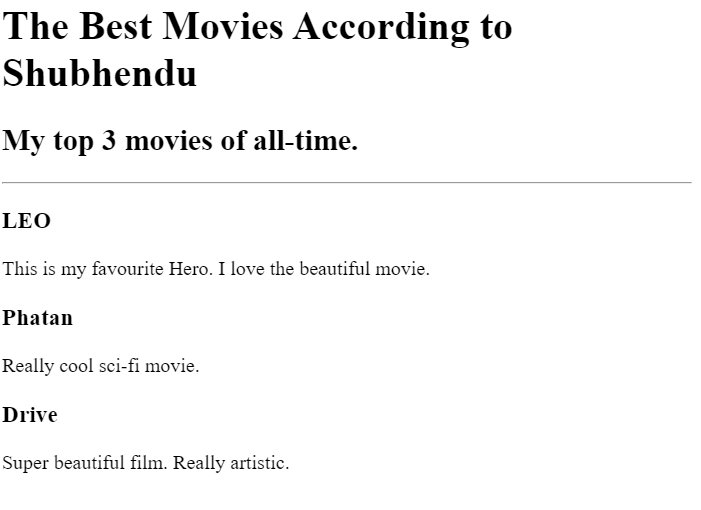 The Best Movies According to
Shubhendu
My top 3 movies of all-time.
LEO
This is my favourite Hero. I love the beautiful movie.
Phatan
Really cool sci-fi movie.
Drive
Super beautiful film. Really artistic.